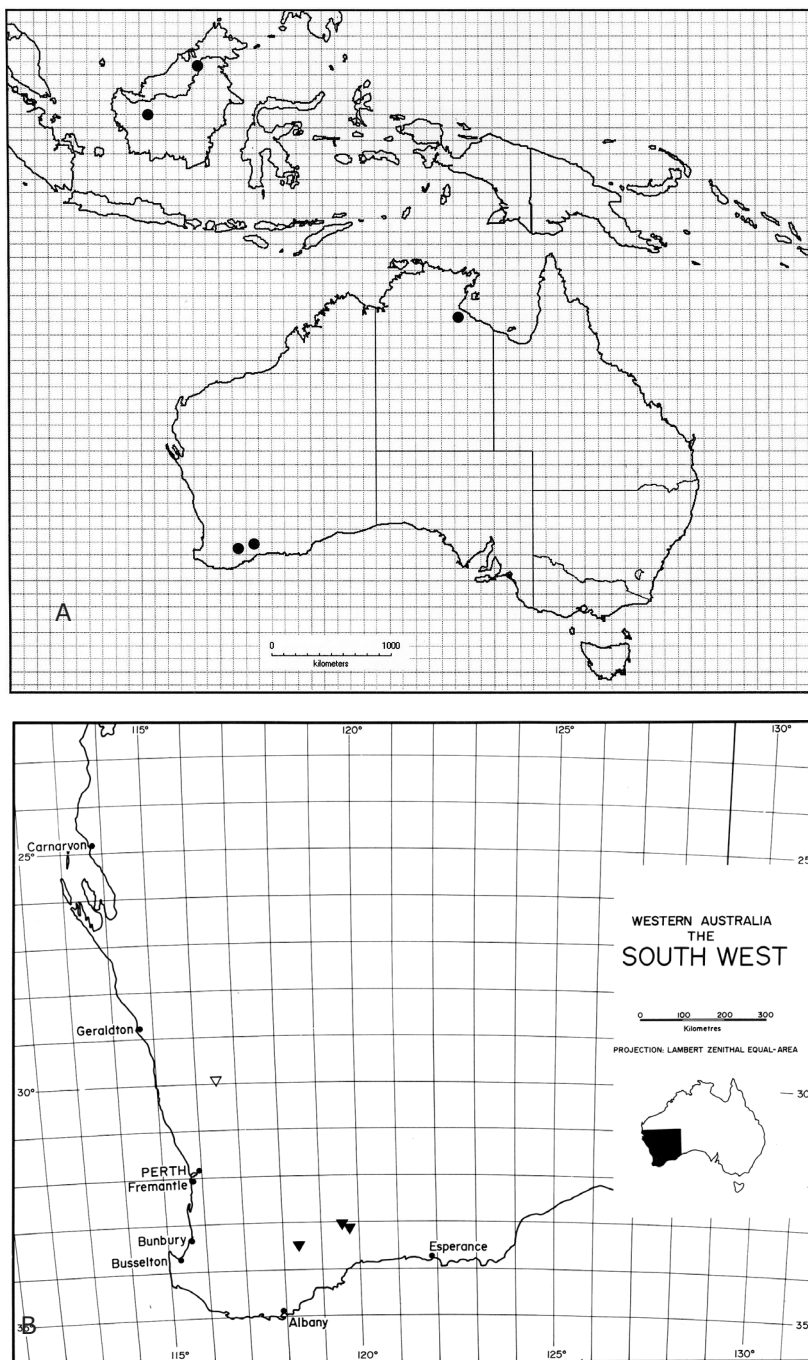 A
0 1000
kilometers
115° 120° 125° 130°
Carnarvon
25° 25
WESTERN AUSTRALIA
THE
SOUTH WEST
0 100 200 300
Kilometres
Geraldton
PROJECTION: LAMBERT ZENITHAL EQUAL-AREA
30° 30
PERTH
Fremantle
Bunbury
Busselton
Esperance
Albany
B
35° 35
115° 120° 125° 130°